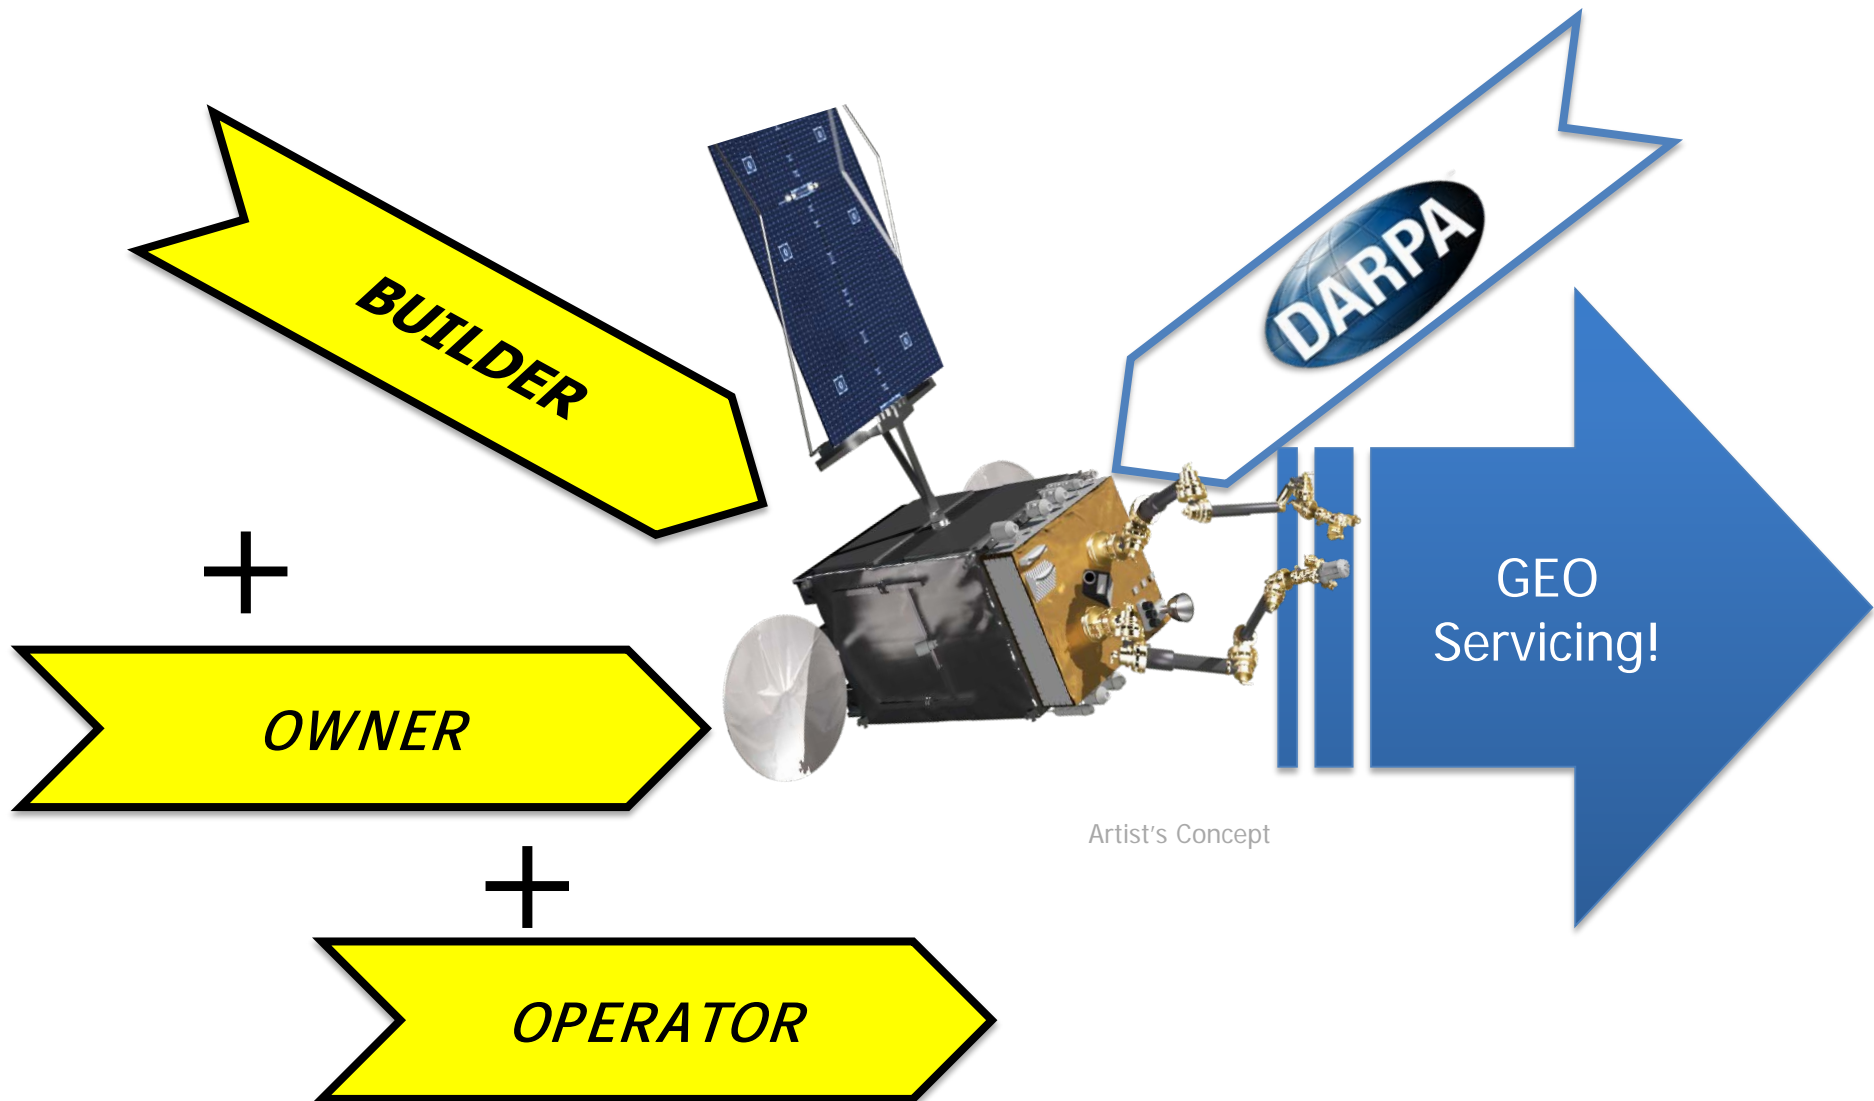 BUILDER
DARPA
+
GEO
Servicing!
OWNER
Artist's Concept
+
OPERATOR